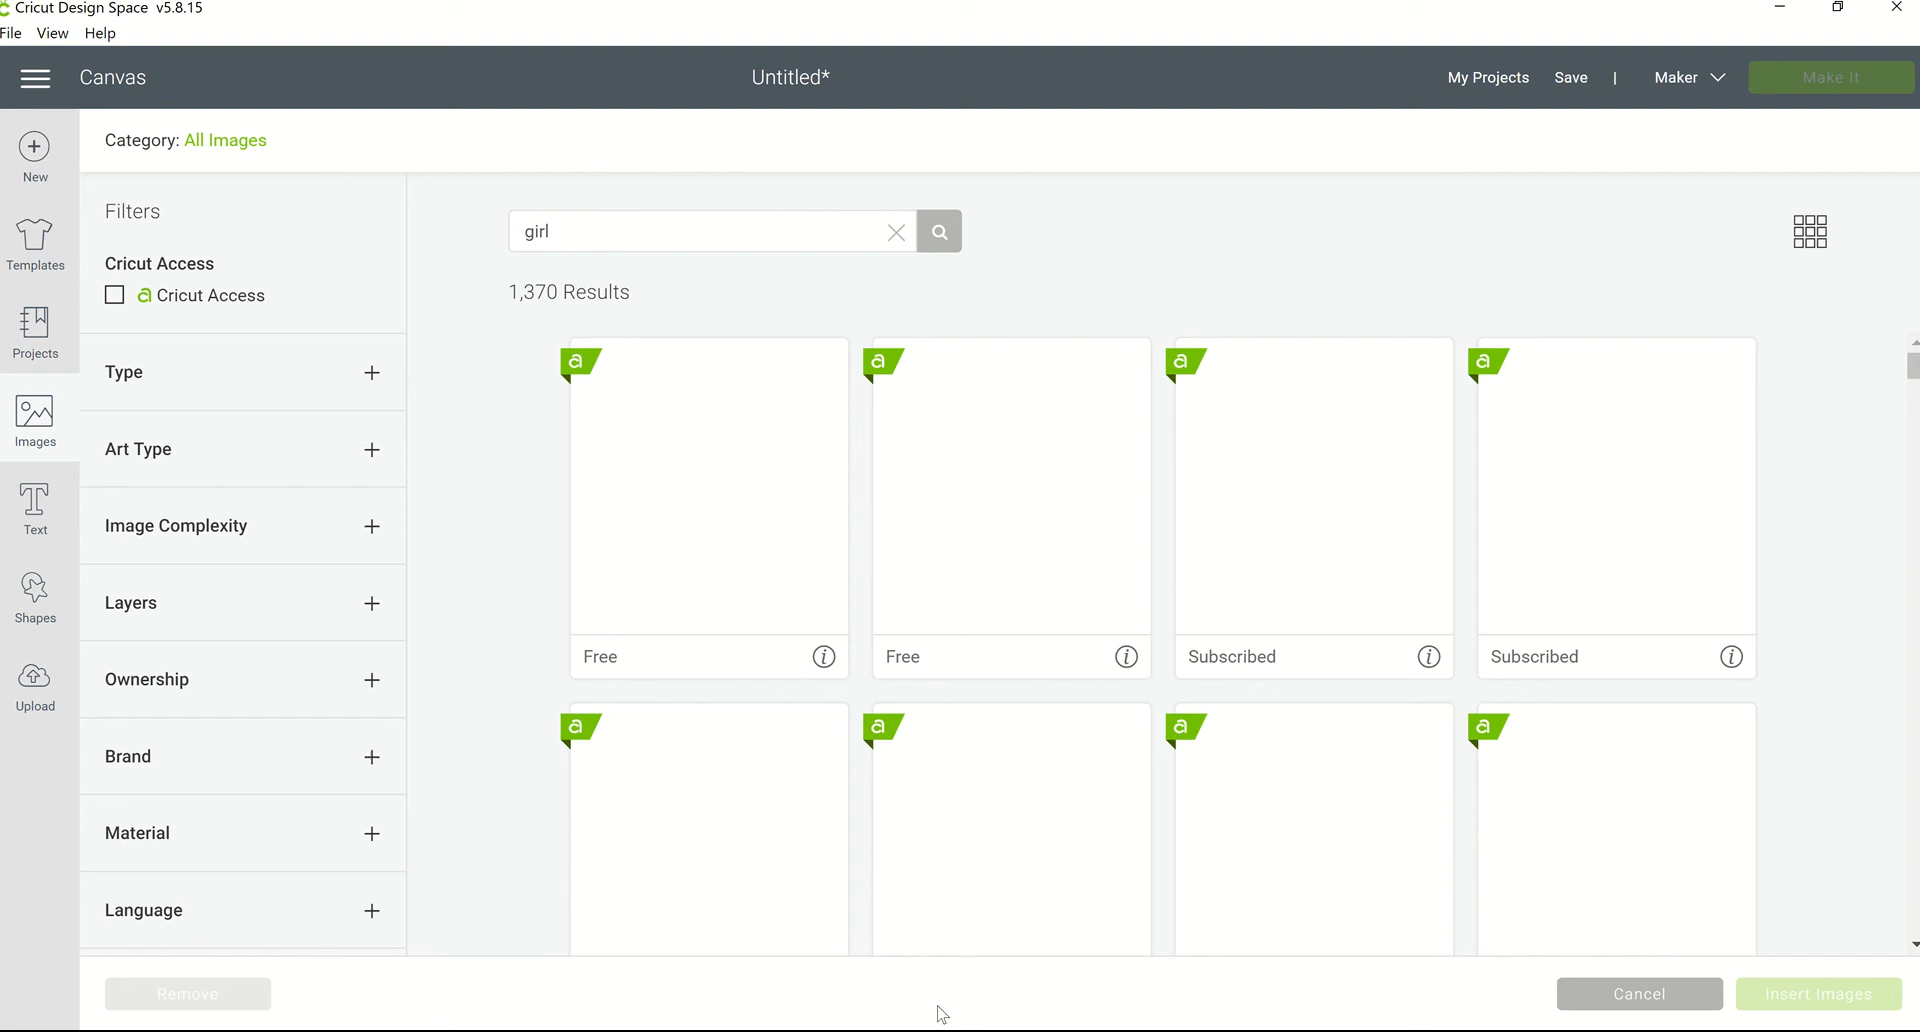 Cricut Design Space v5.8.15
File View Help
Canvas
Untitled*
My Projects Save | Maker Make It
New
Templates
Projects
Images
Text
Shapes
Upload
Category: All Images
Filters
Cricut Access
a Cricut Access
Type
Art Type
Image Complexity
Layers
Ownership
Brand
Material
Language
girl
1,370 Results
a a a a
Free Free Subscribed Subscribed
a a a a
Remove Cancel Insert Images